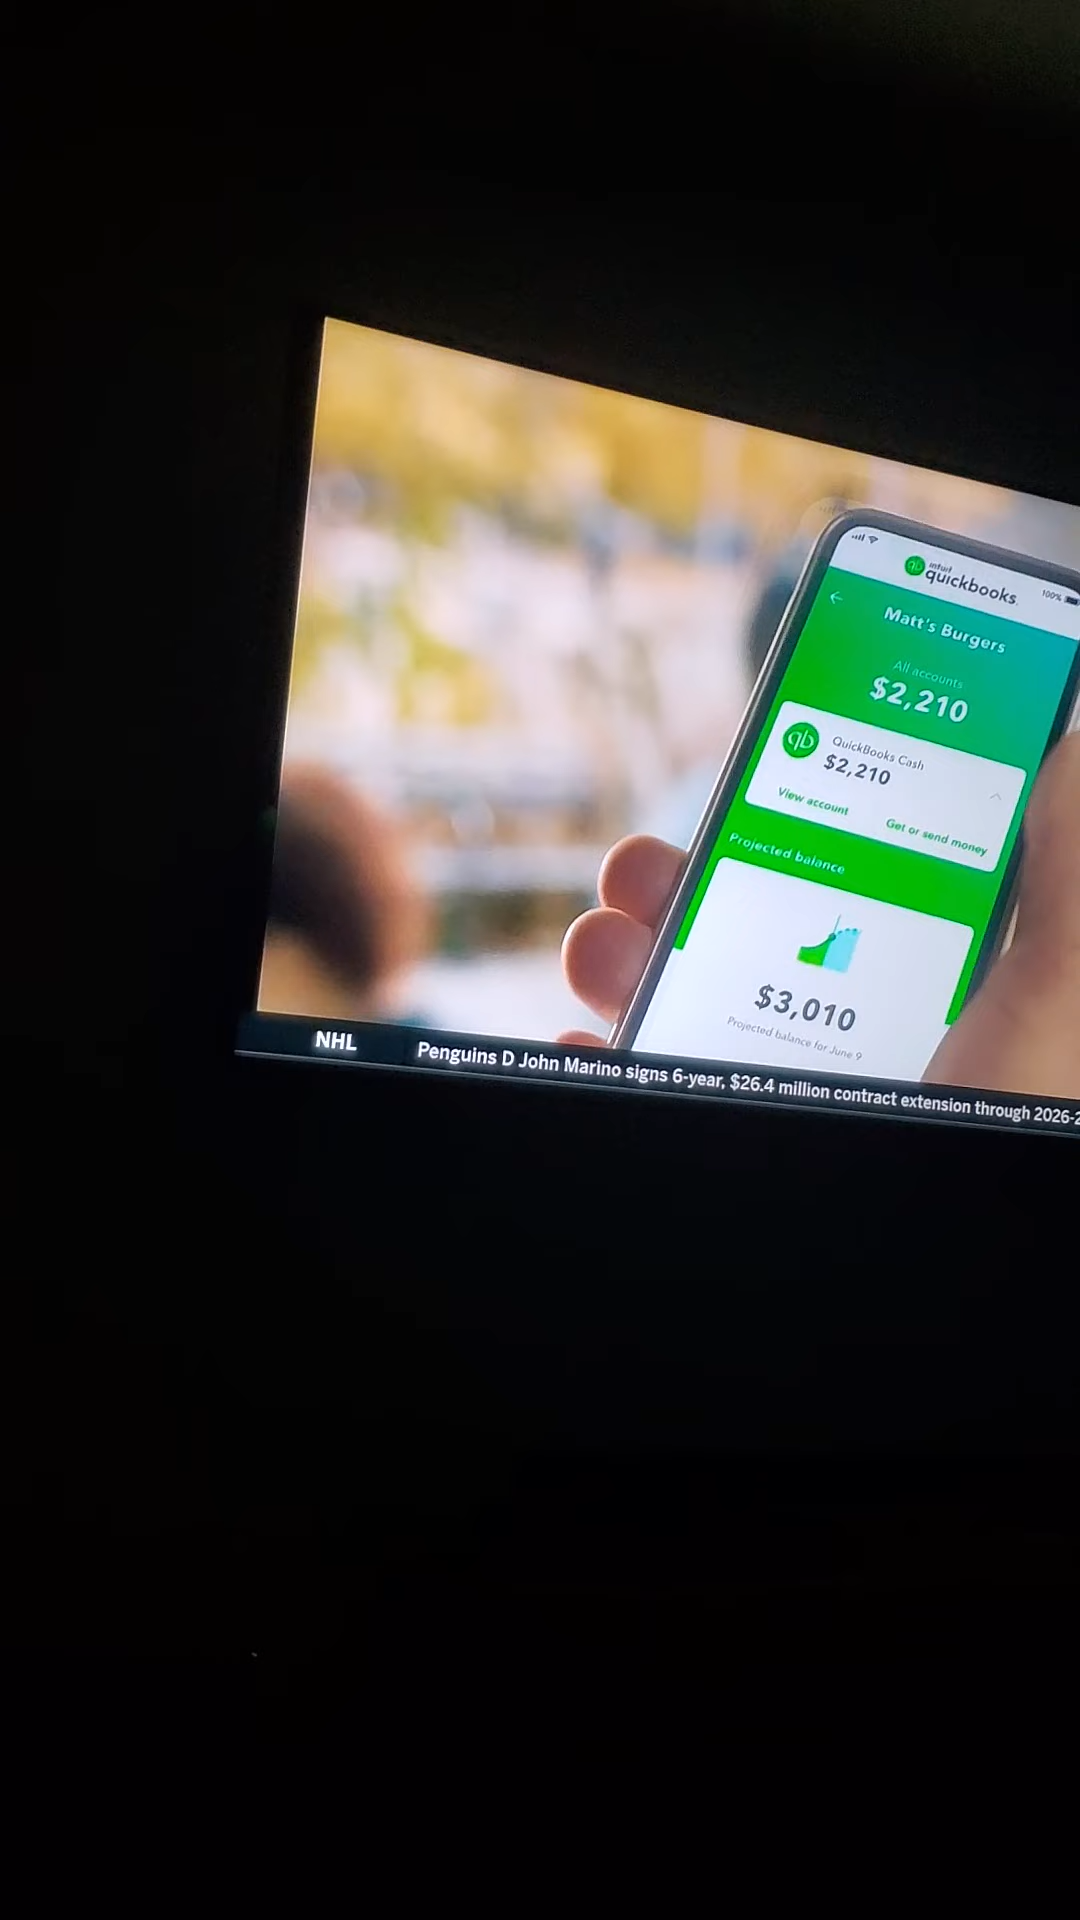 intuit
quickbooks.
100%
Matt's Burgers
All accounts
$2,210
qb
QuickBooks Cash
$2,210
View account
Get or send money
Projected balance
$3,010
Projected balance for June 9
NHL
Penguins D John Marino signs 6-year, $26.4 million contract extension through 2026-2